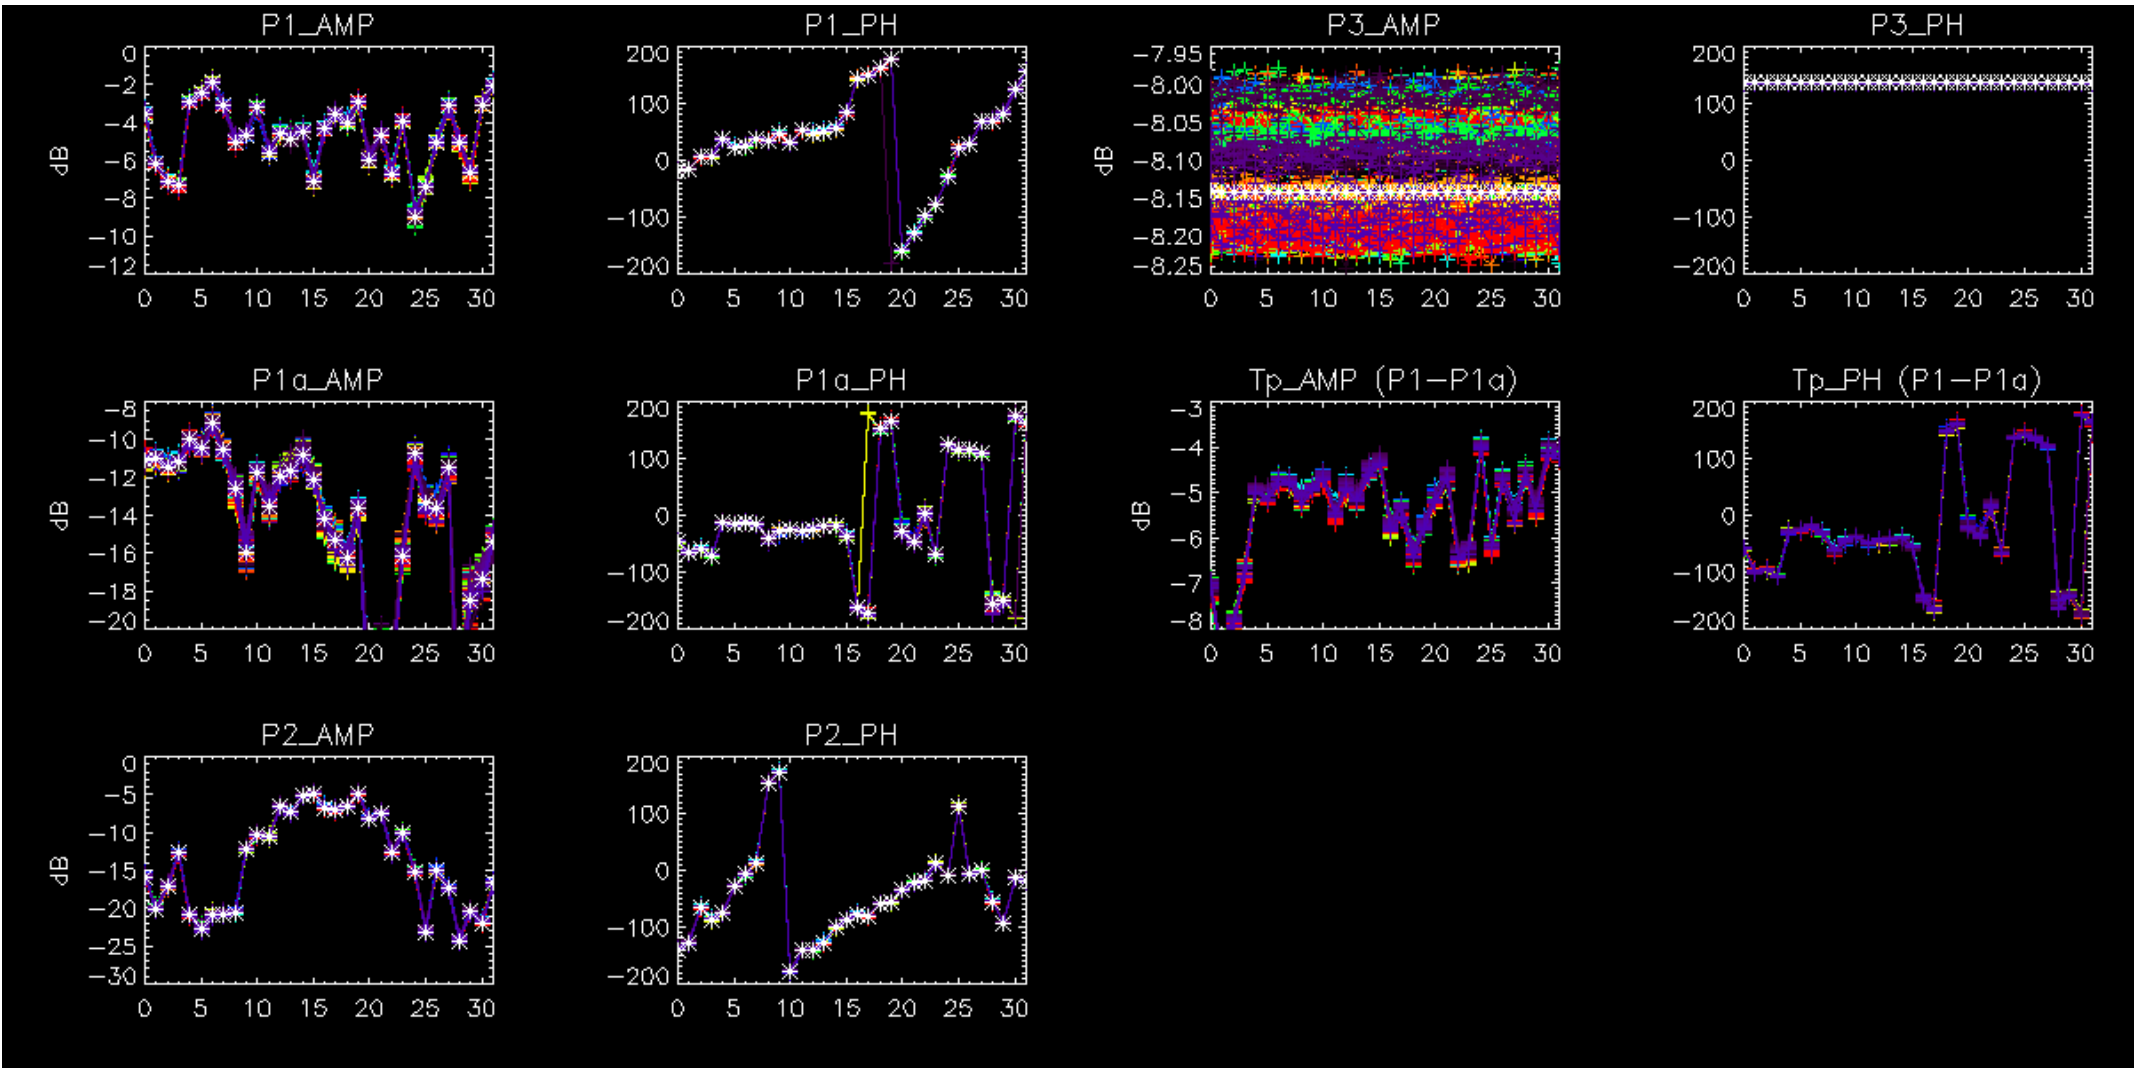 P1_AMP
P1_PH
P3_AMP
P3_PH
dB
0
−2
−4
−6
−8
−10
−12
0 5 10 15 20 25 30
200
100
0
−100
−200
0 5 10 15 20 25 30
dB
−7.95
−8.00
−8.05
−8.10
−8.15
−8.20
−8.25
0 5 10 15 20 25 30
200
100
0
−100
−200
0 5 10 15 20 25 30
P1a_AMP
P1a_PH
Tp_AMP (P1−P1a)
Tp_PH (P1−P1a)
dB
−8
−10
−12
−14
−16
−18
−20
0 5 10 15 20 25 30
200
100
0
−100
−200
0 5 10 15 20 25 30
dB
−3
−4
−5
−6
−7
−8
0 5 10 15 20 25 30
200
100
0
−100
−200
0 5 10 15 20 25 30
P2_AMP
P2_PH
dB
0
−5
−10
−15
−20
−25
−30
0 5 10 15 20 25 30
200
100
0
−100
−200
0 5 10 15 20 25 30